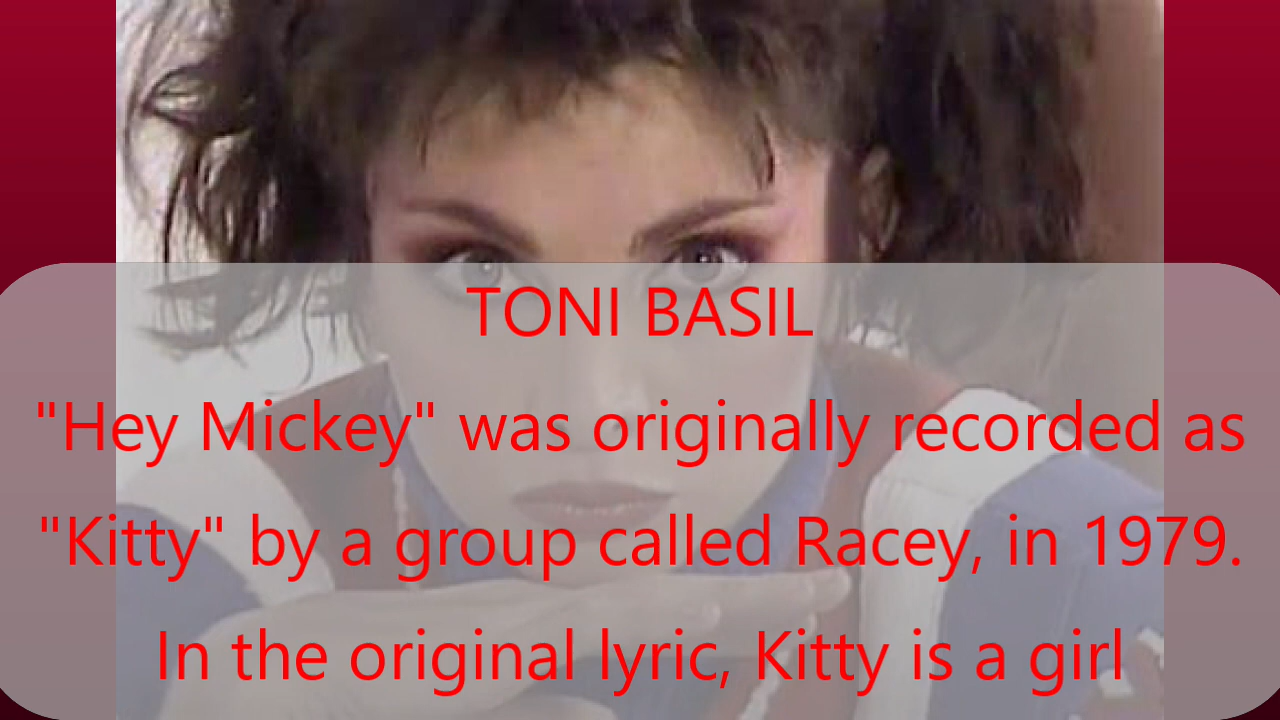 TONI BASIL
"Hey Mickey" was originally recorded as
"Kitty" by a group called Racey, in 1979.
In the original lyric, Kitty is a girl